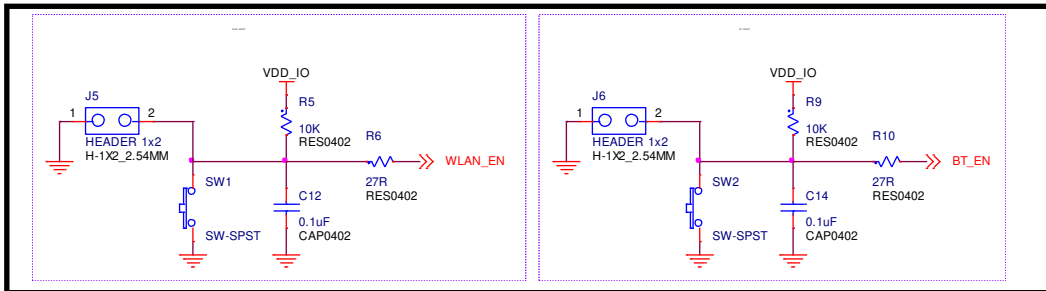 VDD_IO
J5
1
2
R5
10K
RES0402
HEADER 1x2
H-1X2_2.54MM
R6
WLAN_EN
27R
RES0402
SW1
SW-SPST
C12
0.1uF
CAP0402
VDD_IO
J6
1
2
R9
10K
RES0402
HEADER 1x2
H-1X2_2.54MM
R10
BT_EN
27R
RES0402
SW2
SW-SPST
C14
0.1uF
CAP0402